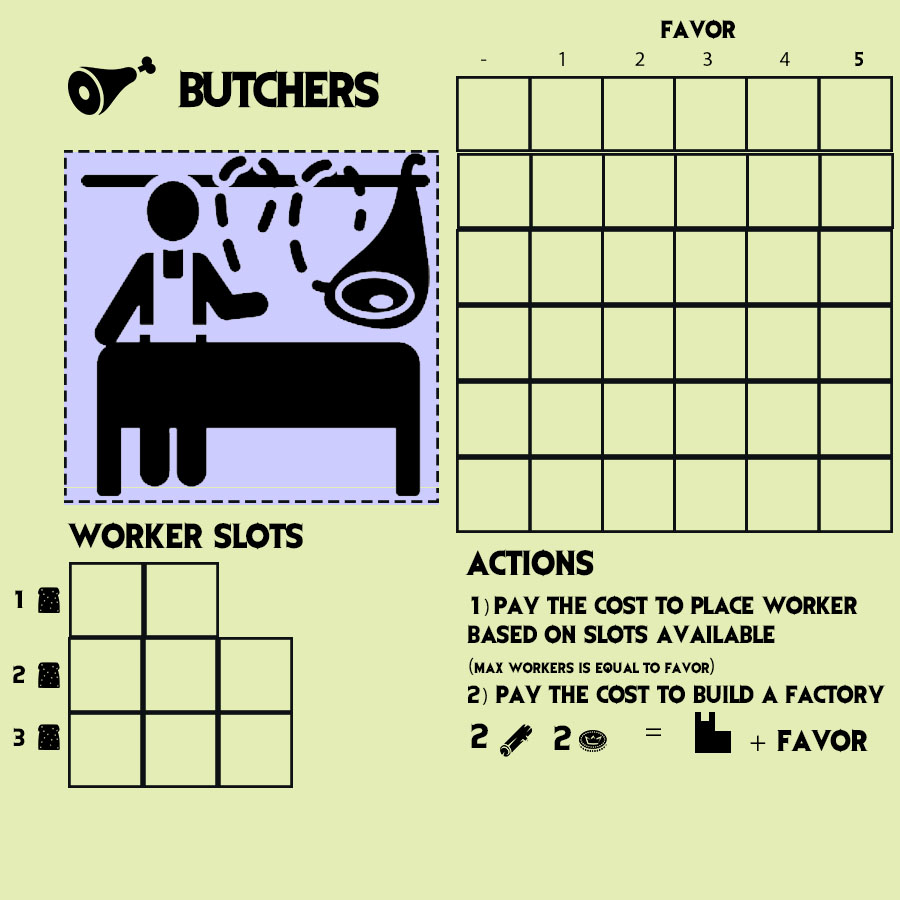 BUTCHERS
FAVOR
- 1 2 3 4 5
WORKER SLOTS
1
2
3
ACTIONS
1) PAY THE COST TO PLACE WORKER
BASED ON SLOTS AVAILABLE
(MAX WORKERS IS EQUAL TO FAVOR)
2) PAY THE COST TO BUILD A FACTORY
2 2 = + FAVOR